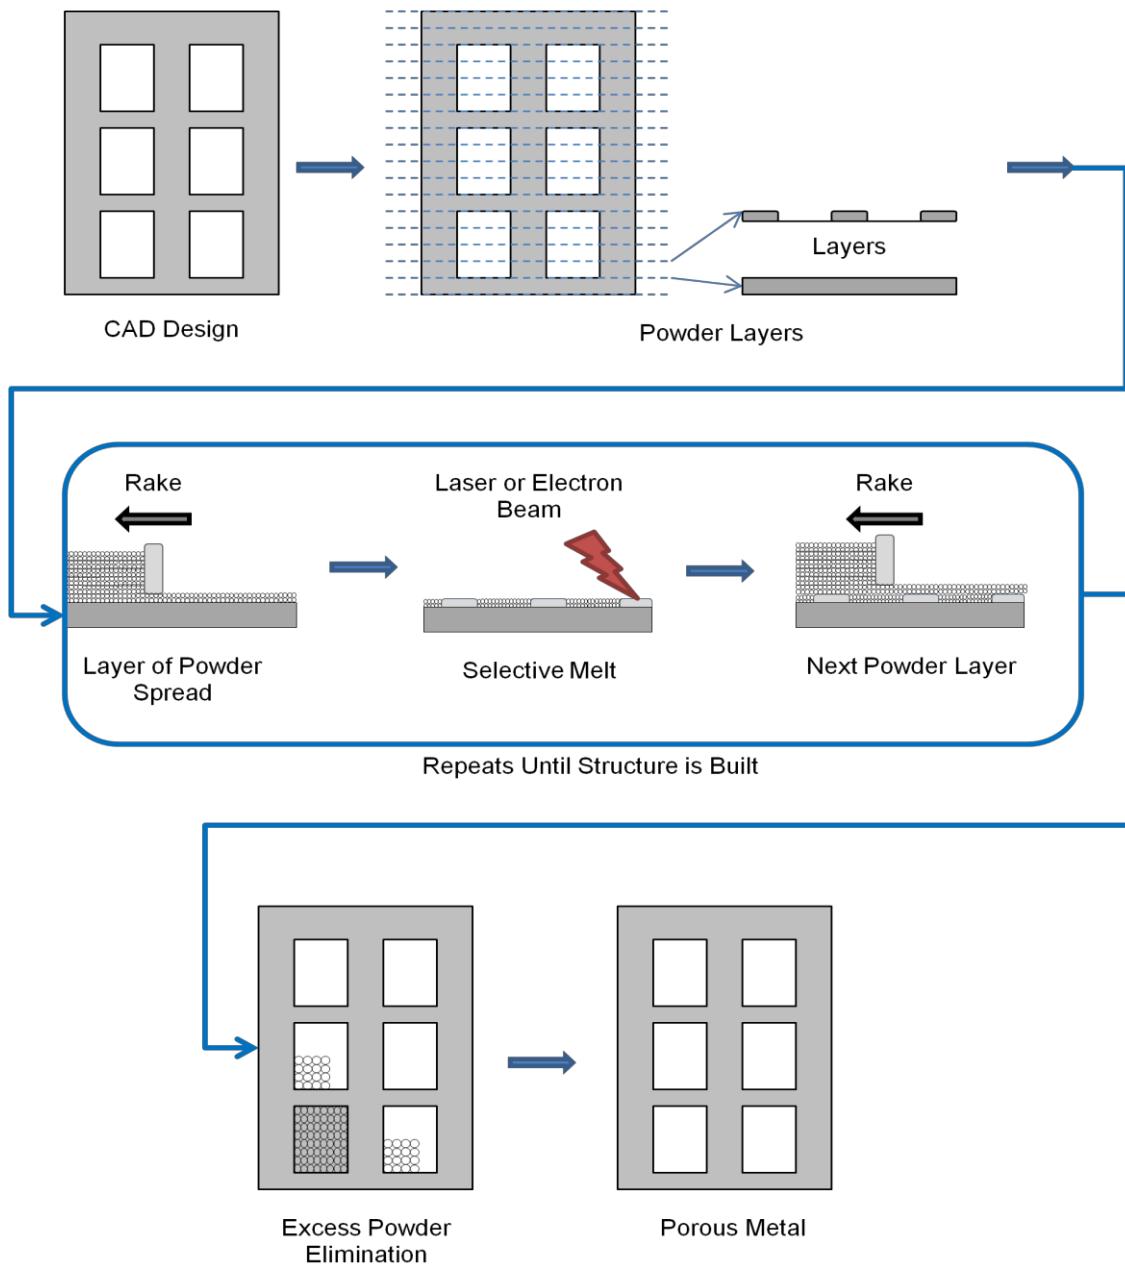 CAD Design
Layers
Powder Layers
Rake
Laser or Electron
Beam
Rake
Layer of Powder
Spread
Selective Melt
Next Powder Layer
Repeats Until Structure is Built
Excess Powder
Elimination
Porous Metal